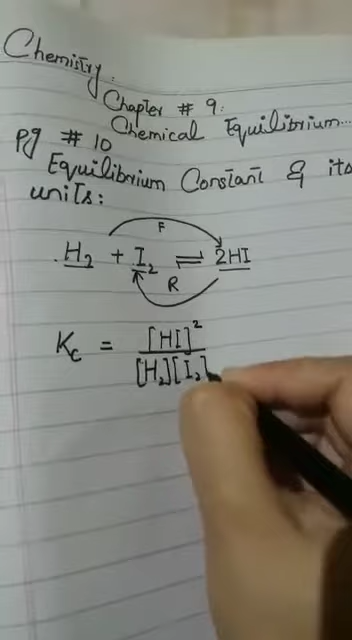 Chemistry.
Chapter # 9:
Chemical Equilibrium...
Pg # 10
Equilibrium Constant & its
units:
F
H₂ + I₂ ⇌ 2HI
R
Kc = [HI]² / [H₂][I₂]